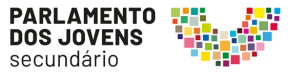 PARLAMENTO
DOS JOVENS
secundário